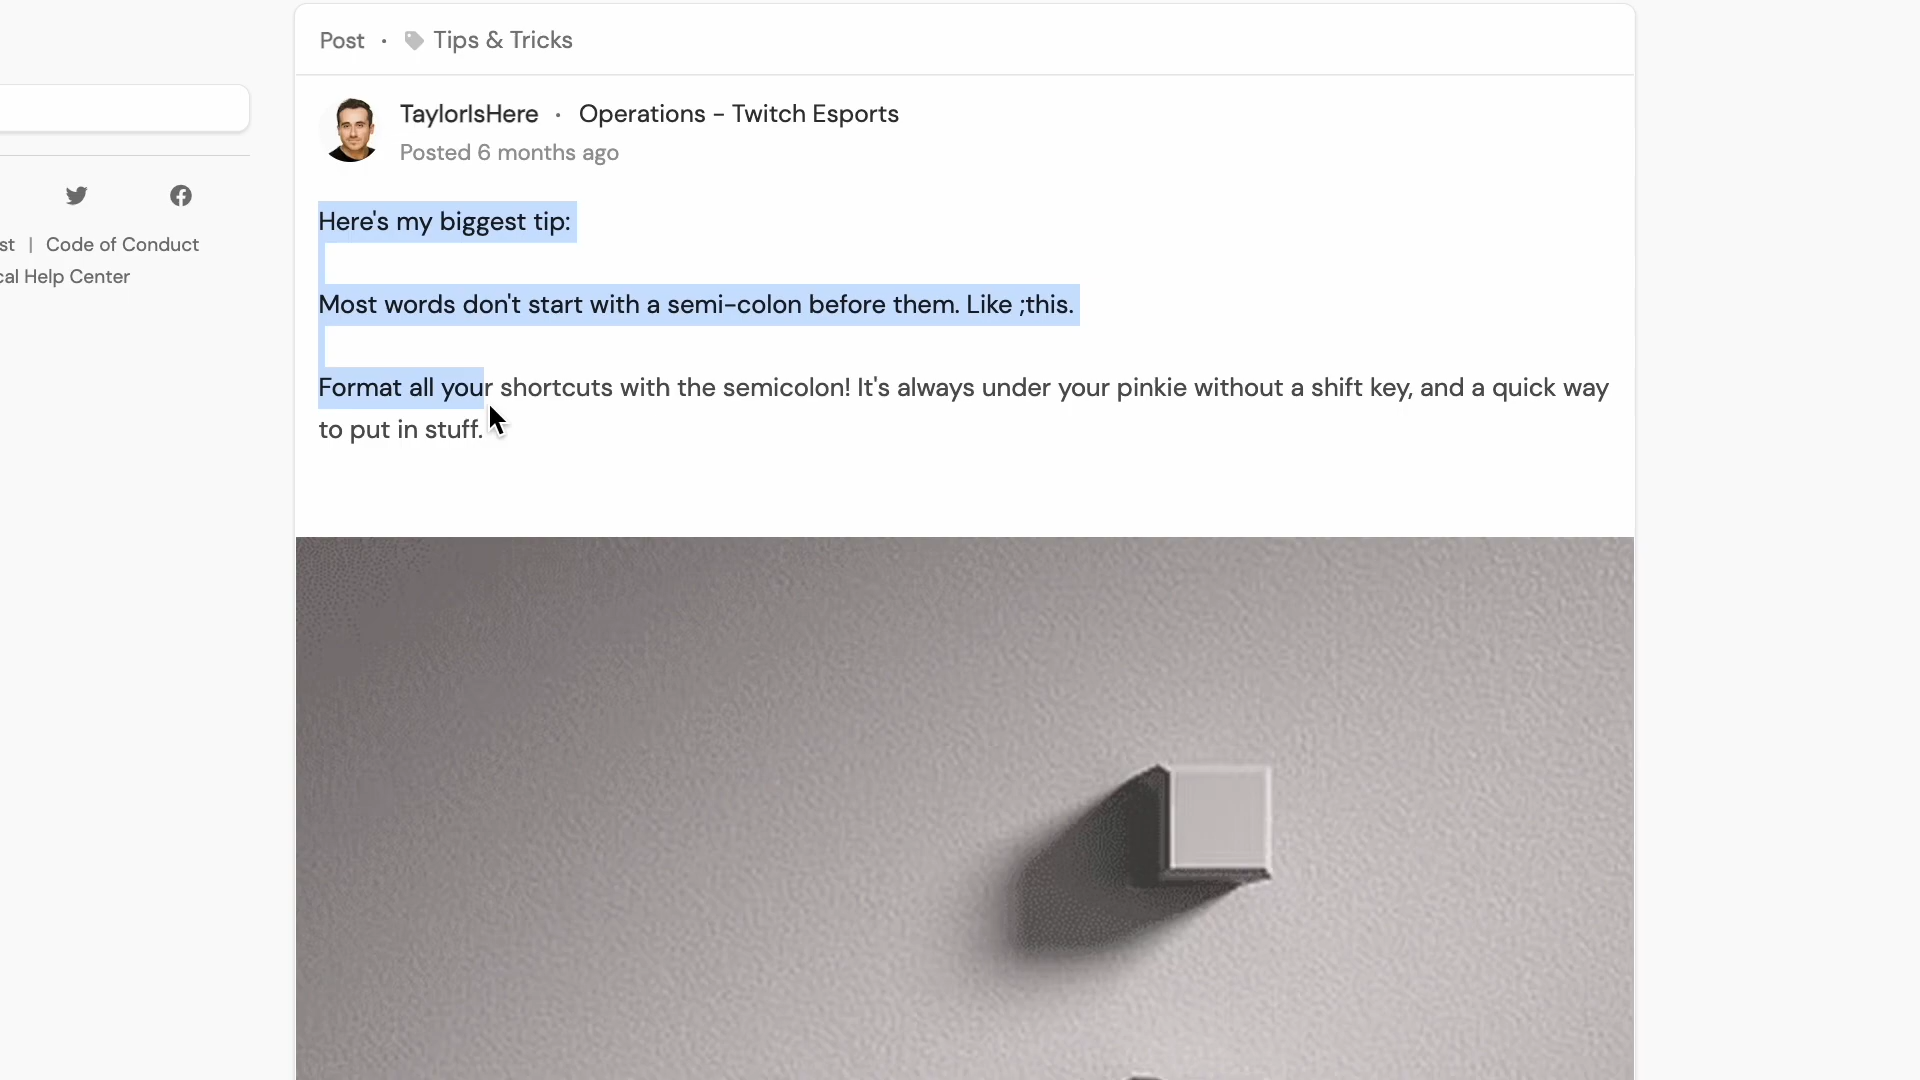 Post · Tips & Tricks
TaylorIsHere · Operations – Twitch Esports
Posted 6 months ago
st | Code of Conduct
cal Help Center
Here's my biggest tip:
Most words don't start with a semi-colon before them. Like ;this.
Format all your shortcuts with the semicolon! It's always under your pinkie without a shift key, and a quick way
to put in stuff.